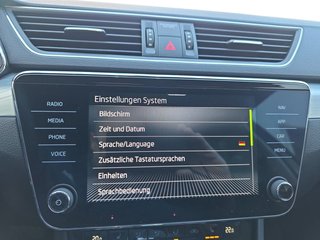 RADIO
MEDIA
PHONE
VOICE
Einstellungen System
Bildschirm
Zeit und Datum
Sprache/Language
Zusätzliche Tastatursprachen
Einheiten
Sprachbedienung
NAV
APP
CAR
MENU